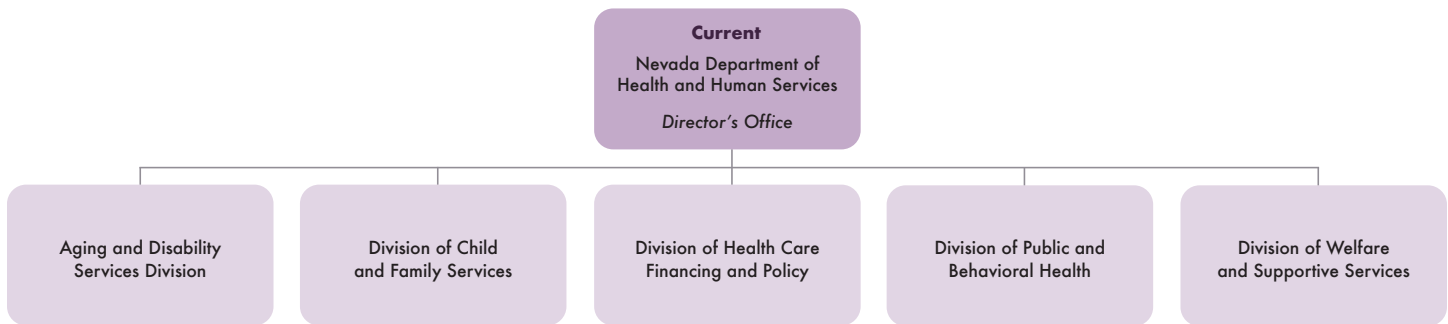 Current
Nevada Department of
Health and Human Services
Director's Office
Aging and Disability
Services Division
Division of Child
and Family Services
Division of Health Care
Financing and Policy
Division of Public and
Behavioral Health
Division of Welfare
and Supportive Services